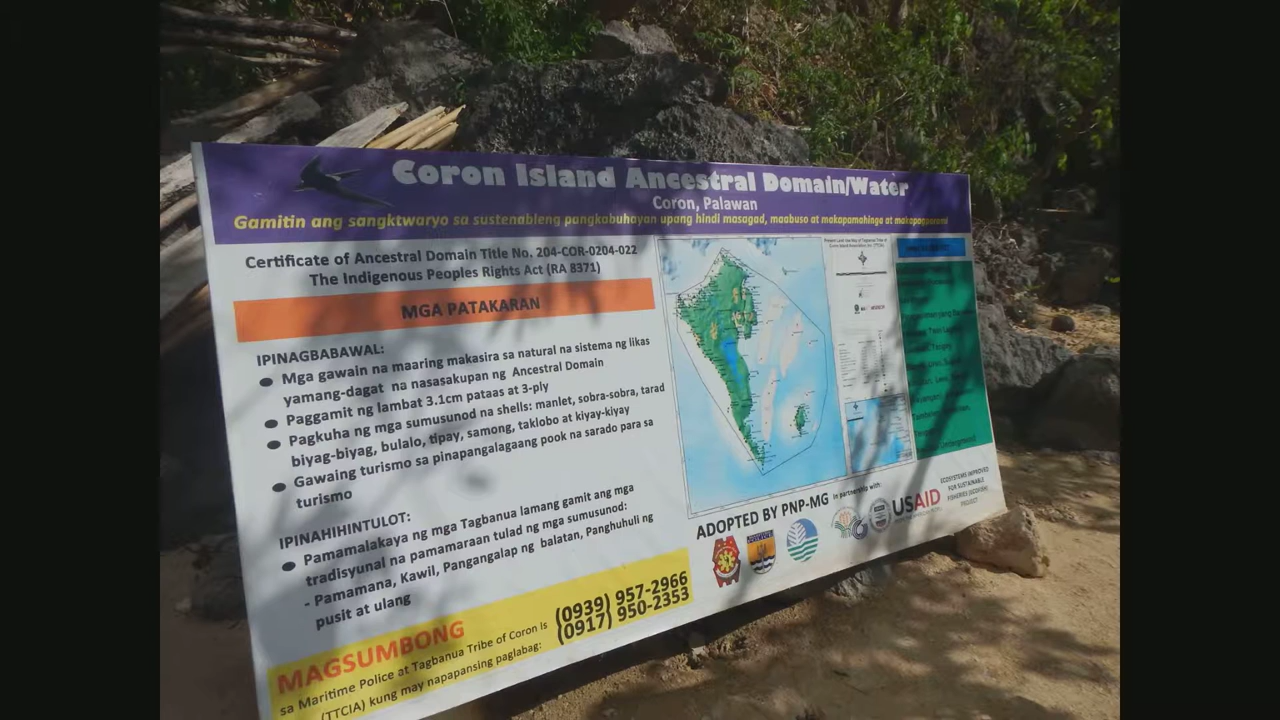 Coron Island Ancestral Domain/Water
Coron, Palawan
Gamitin ang sangktwaryo sa sustenableng pangkabuhayan upang hindi masagad, maabuso at makapamahinga at makapagparami
Certificate of Ancestral Domain Title No. 204-COR-0204-022
The Indigenous Peoples Rights Act (RA 8371)
MGA PATAKARAN
IPINAGBABAWAL:
● Mga gawain na maaring makasira sa natural na sistema ng likas
yamang-dagat na nasasakupan ng Ancestral Domain
● Paggamit ng lambat 3.1cm pataas at 3-ply
● Pagkuha ng mga sumusunod na shells: manlet, sobra-sobra, tarad
biyag-biyag, bulalo, tipay, samong, taklobo at kiyay-kiyay
● Gawaing turismo sa pinapangalagaang pook na sarado para sa
turismo
IPINAHIHINTULOT:
● Pamamalakaya ng mga Tagbanua lamang gamit ang mga
tradisyunal na pamamaraan tulad ng mga sumusunod:
- Pamamana, Kawil, Pangangalap ng balatan, Panghuhuli ng
pusit at ulang
MAGSUMBONG
sa Maritime Police at Tagbanua Tribe of Coron Is
(TTCIA) kung may napapansing paglabag:
(0939) 957-2966
(0917) 950-2353
ADOPTED BY PNP-MG
in partnership with:
USAID
ECOSYSTEMS IMPROVED
FOR SUSTAINABLE
FISHERIES (ECOFISH)
PROJECT